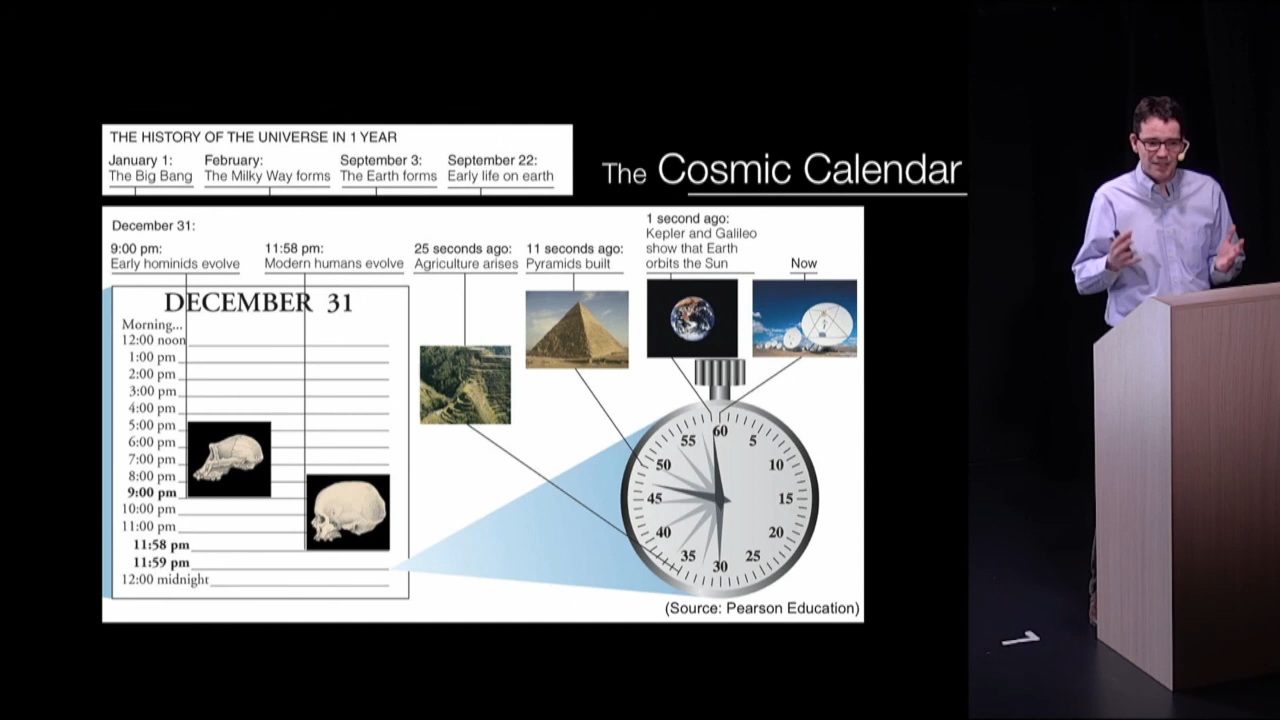 THE HISTORY OF THE UNIVERSE IN 1 YEAR
January 1:
The Big Bang
February:
The Milky Way forms
September 3:
The Earth forms
September 22:
Early life on earth
The Cosmic Calendar
December 31:
9:00 pm:
Early hominids evolve
11:58 pm:
Modern humans evolve
25 seconds ago:
Agriculture arises
11 seconds ago:
Pyramids built
1 second ago:
Kepler and Galileo
show that Earth
orbits the Sun
Now
DECEMBER 31
Morning...
12:00 noon
1:00 pm
2:00 pm
3:00 pm
4:00 pm
5:00 pm
6:00 pm
7:00 pm
8:00 pm
9:00 pm
10:00 pm
11:00 pm
11:58 pm
11:59 pm
12:00 midnight
60
5
10
15
20
25
30
35
40
45
50
55
(Source: Pearson Education)